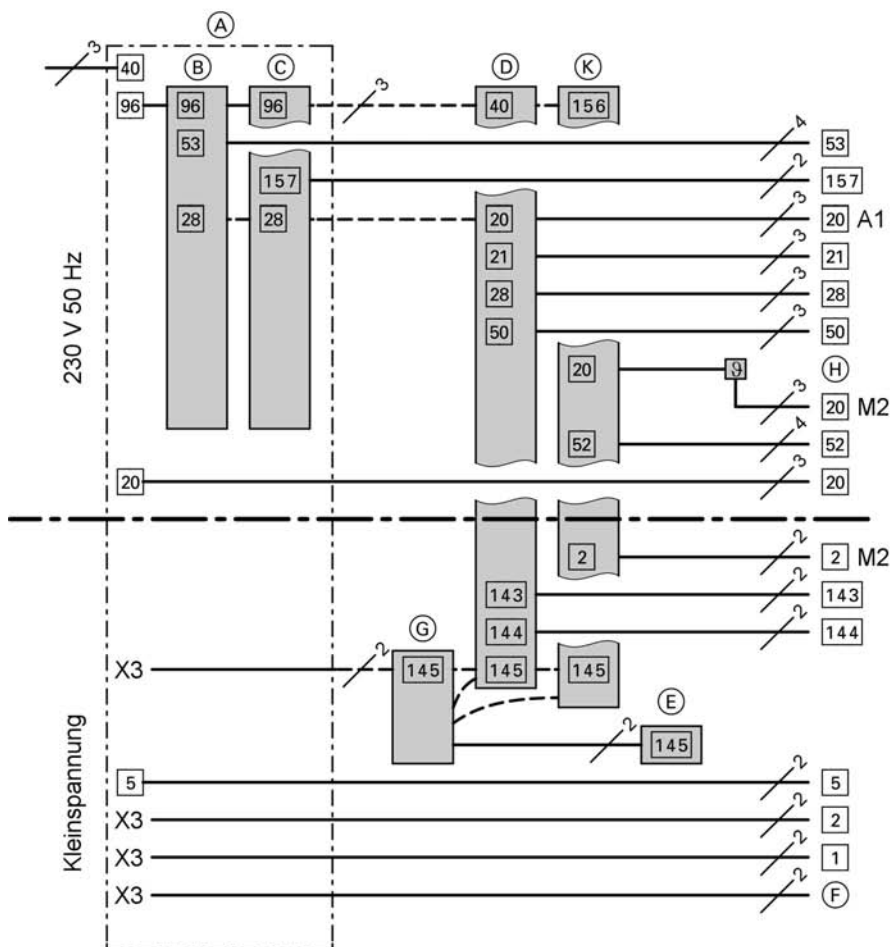 A
3
40
B C D K
96 96 96 3 40 156
53 4 53
157 2 157
28 28 20 3 20 A1
21 3 21
28 3 28
50 3 50
230 V 50 Hz
20 ϑ H
3 20 M2
52 4 52
20 3 20
2 2 2 M2
143 2 143
144 2 144
G
X3 2 145 145 145
E
2 145
Kleinspannung
5 2 5
X3 2 2
X3 2 1
X3 2 F